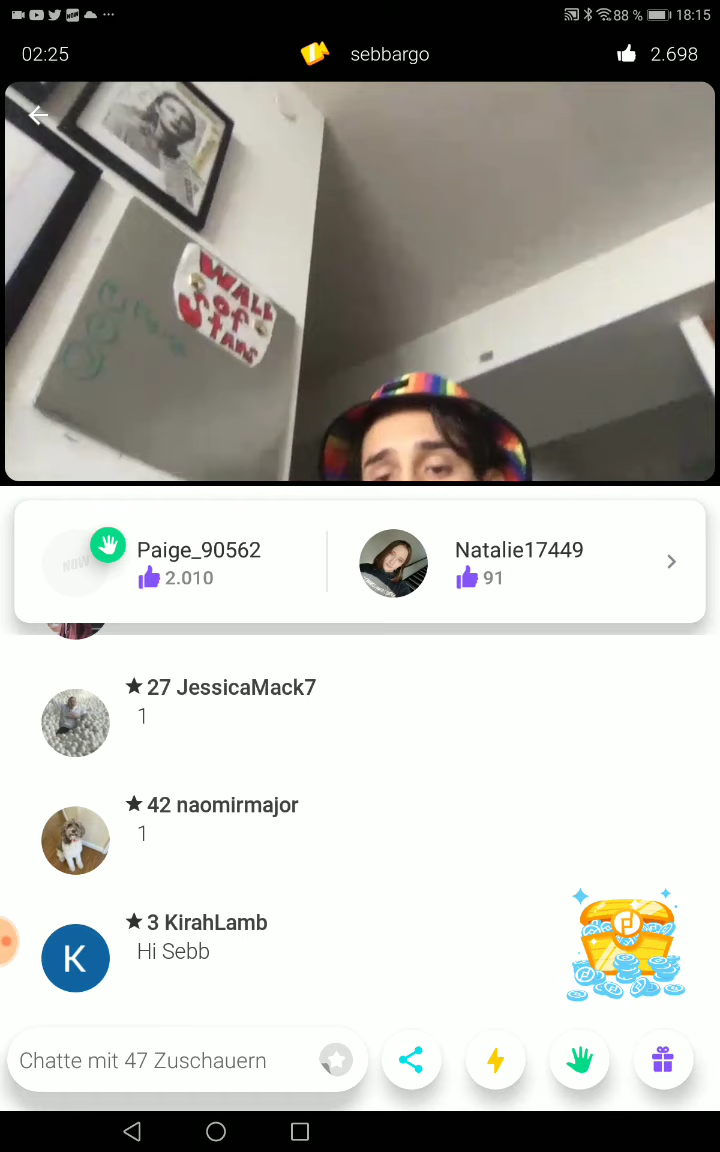 88 % 18:15
02:25 sebbargo 2.698
WALL
of
STARS
Paige_90562
2.010
Natalie17449
91
27 JessicaMack7
1
42 naomirmajor
1
3 KirahLamb
Hi Sebb
K
Chatte mit 47 Zuschauern